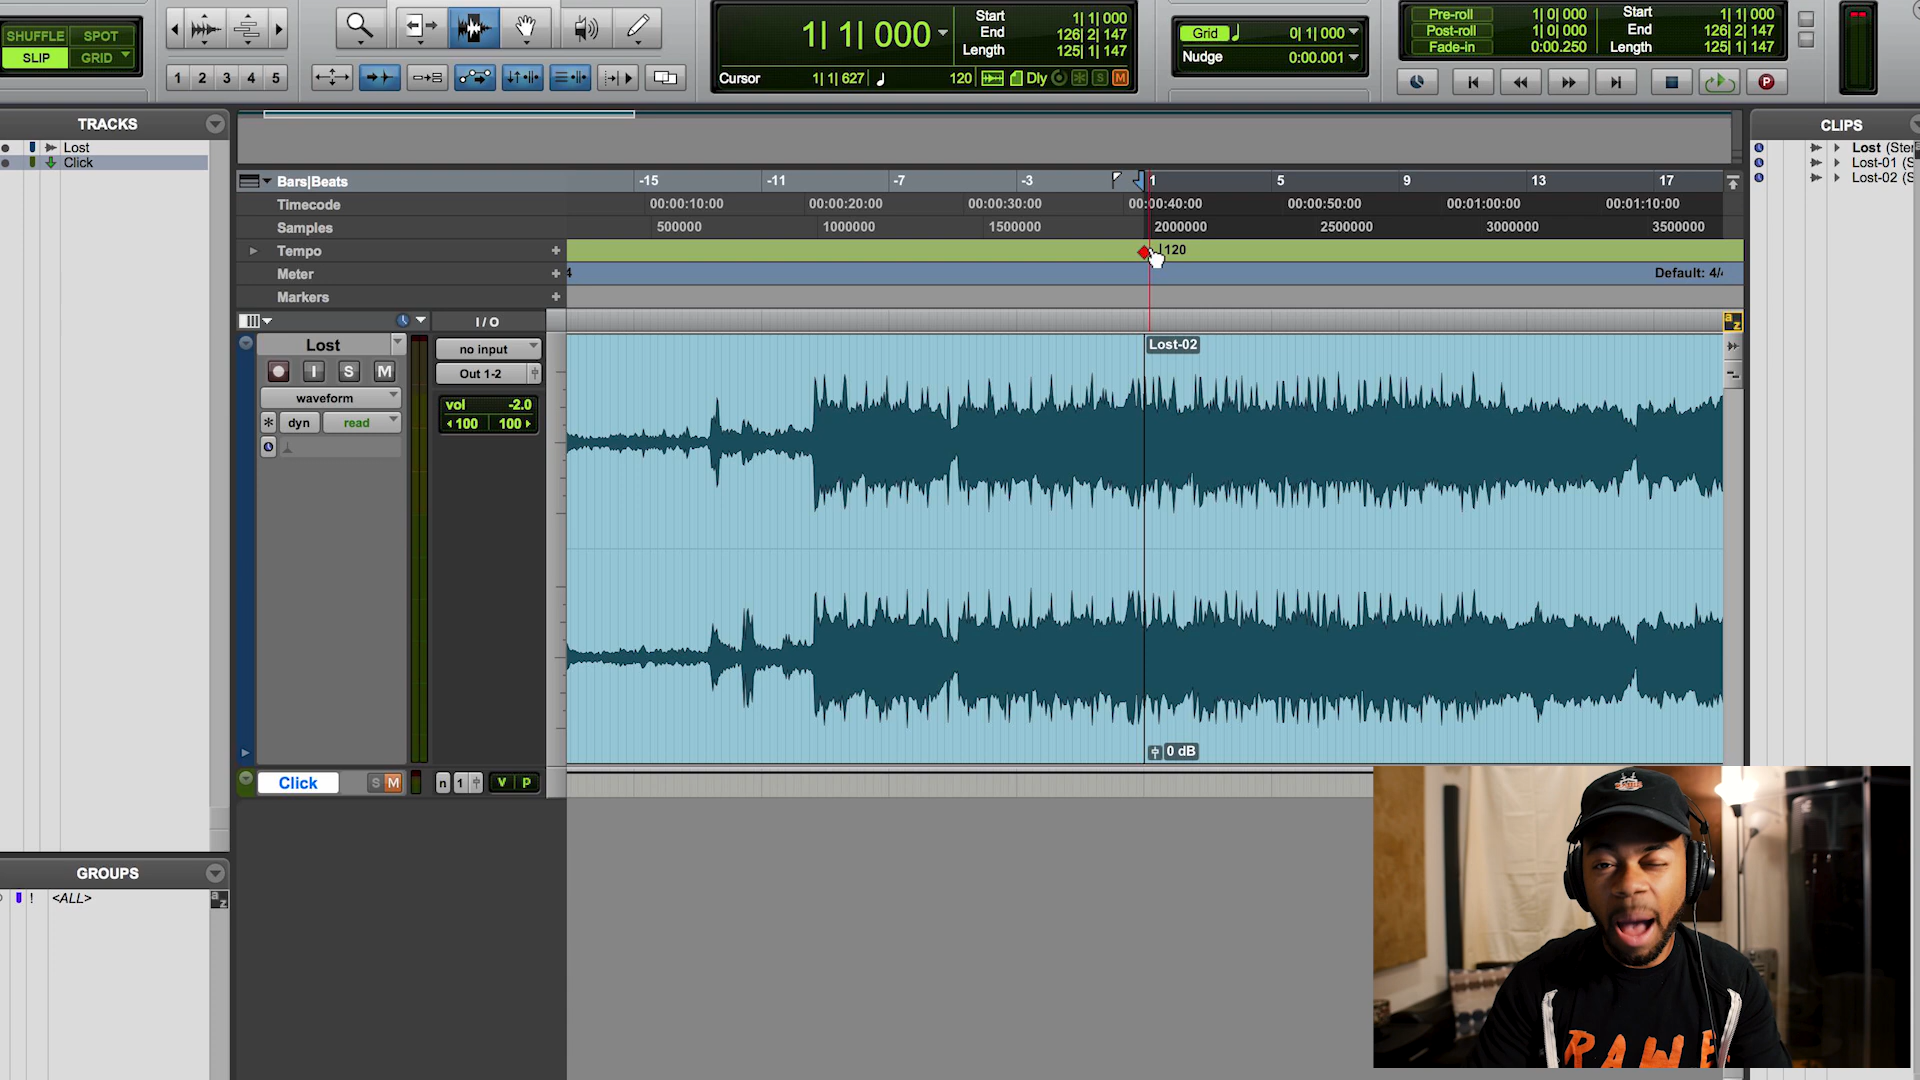 SHUFFLE SPOT
SLIP GRID
1 2 3 4 5
1| 1| 000
Start 1| 1| 000
End 126| 2| 147
Length 125| 1| 147
Cursor 1| 1| 627 120 Dly S M
Grid 0| 1| 000
Nudge 0:00.001
Pre-roll 1| 0| 000
Post-roll 1| 0| 000
Fade-in 0:00.250
Start 1| 1| 000
End 126| 2| 147
Length 125| 1| 147
P
TRACKS
Lost
Click
CLIPS
Lost (Ster
Lost-01 (S
Lost-02 (S
Bars|Beats -15 -11 -7 -3 1 5 9 13 17
Timecode 00:00:10:00 00:00:20:00 00:00:30:00 00:00:40:00 00:00:50:00 00:01:00:00 00:01:10:00
Samples 500000 1000000 1500000 2000000 2500000 3000000 3500000
Tempo + 120
Meter + 4 Default: 4/4
Markers +
I / O
a z
Lost
I S M
waveform
dyn read
no input
Out 1-2
vol -2.0
100 100
Lost-02
0 dB
Click S M n 1 V P
GROUPS
! <ALL>
a z
RAWE